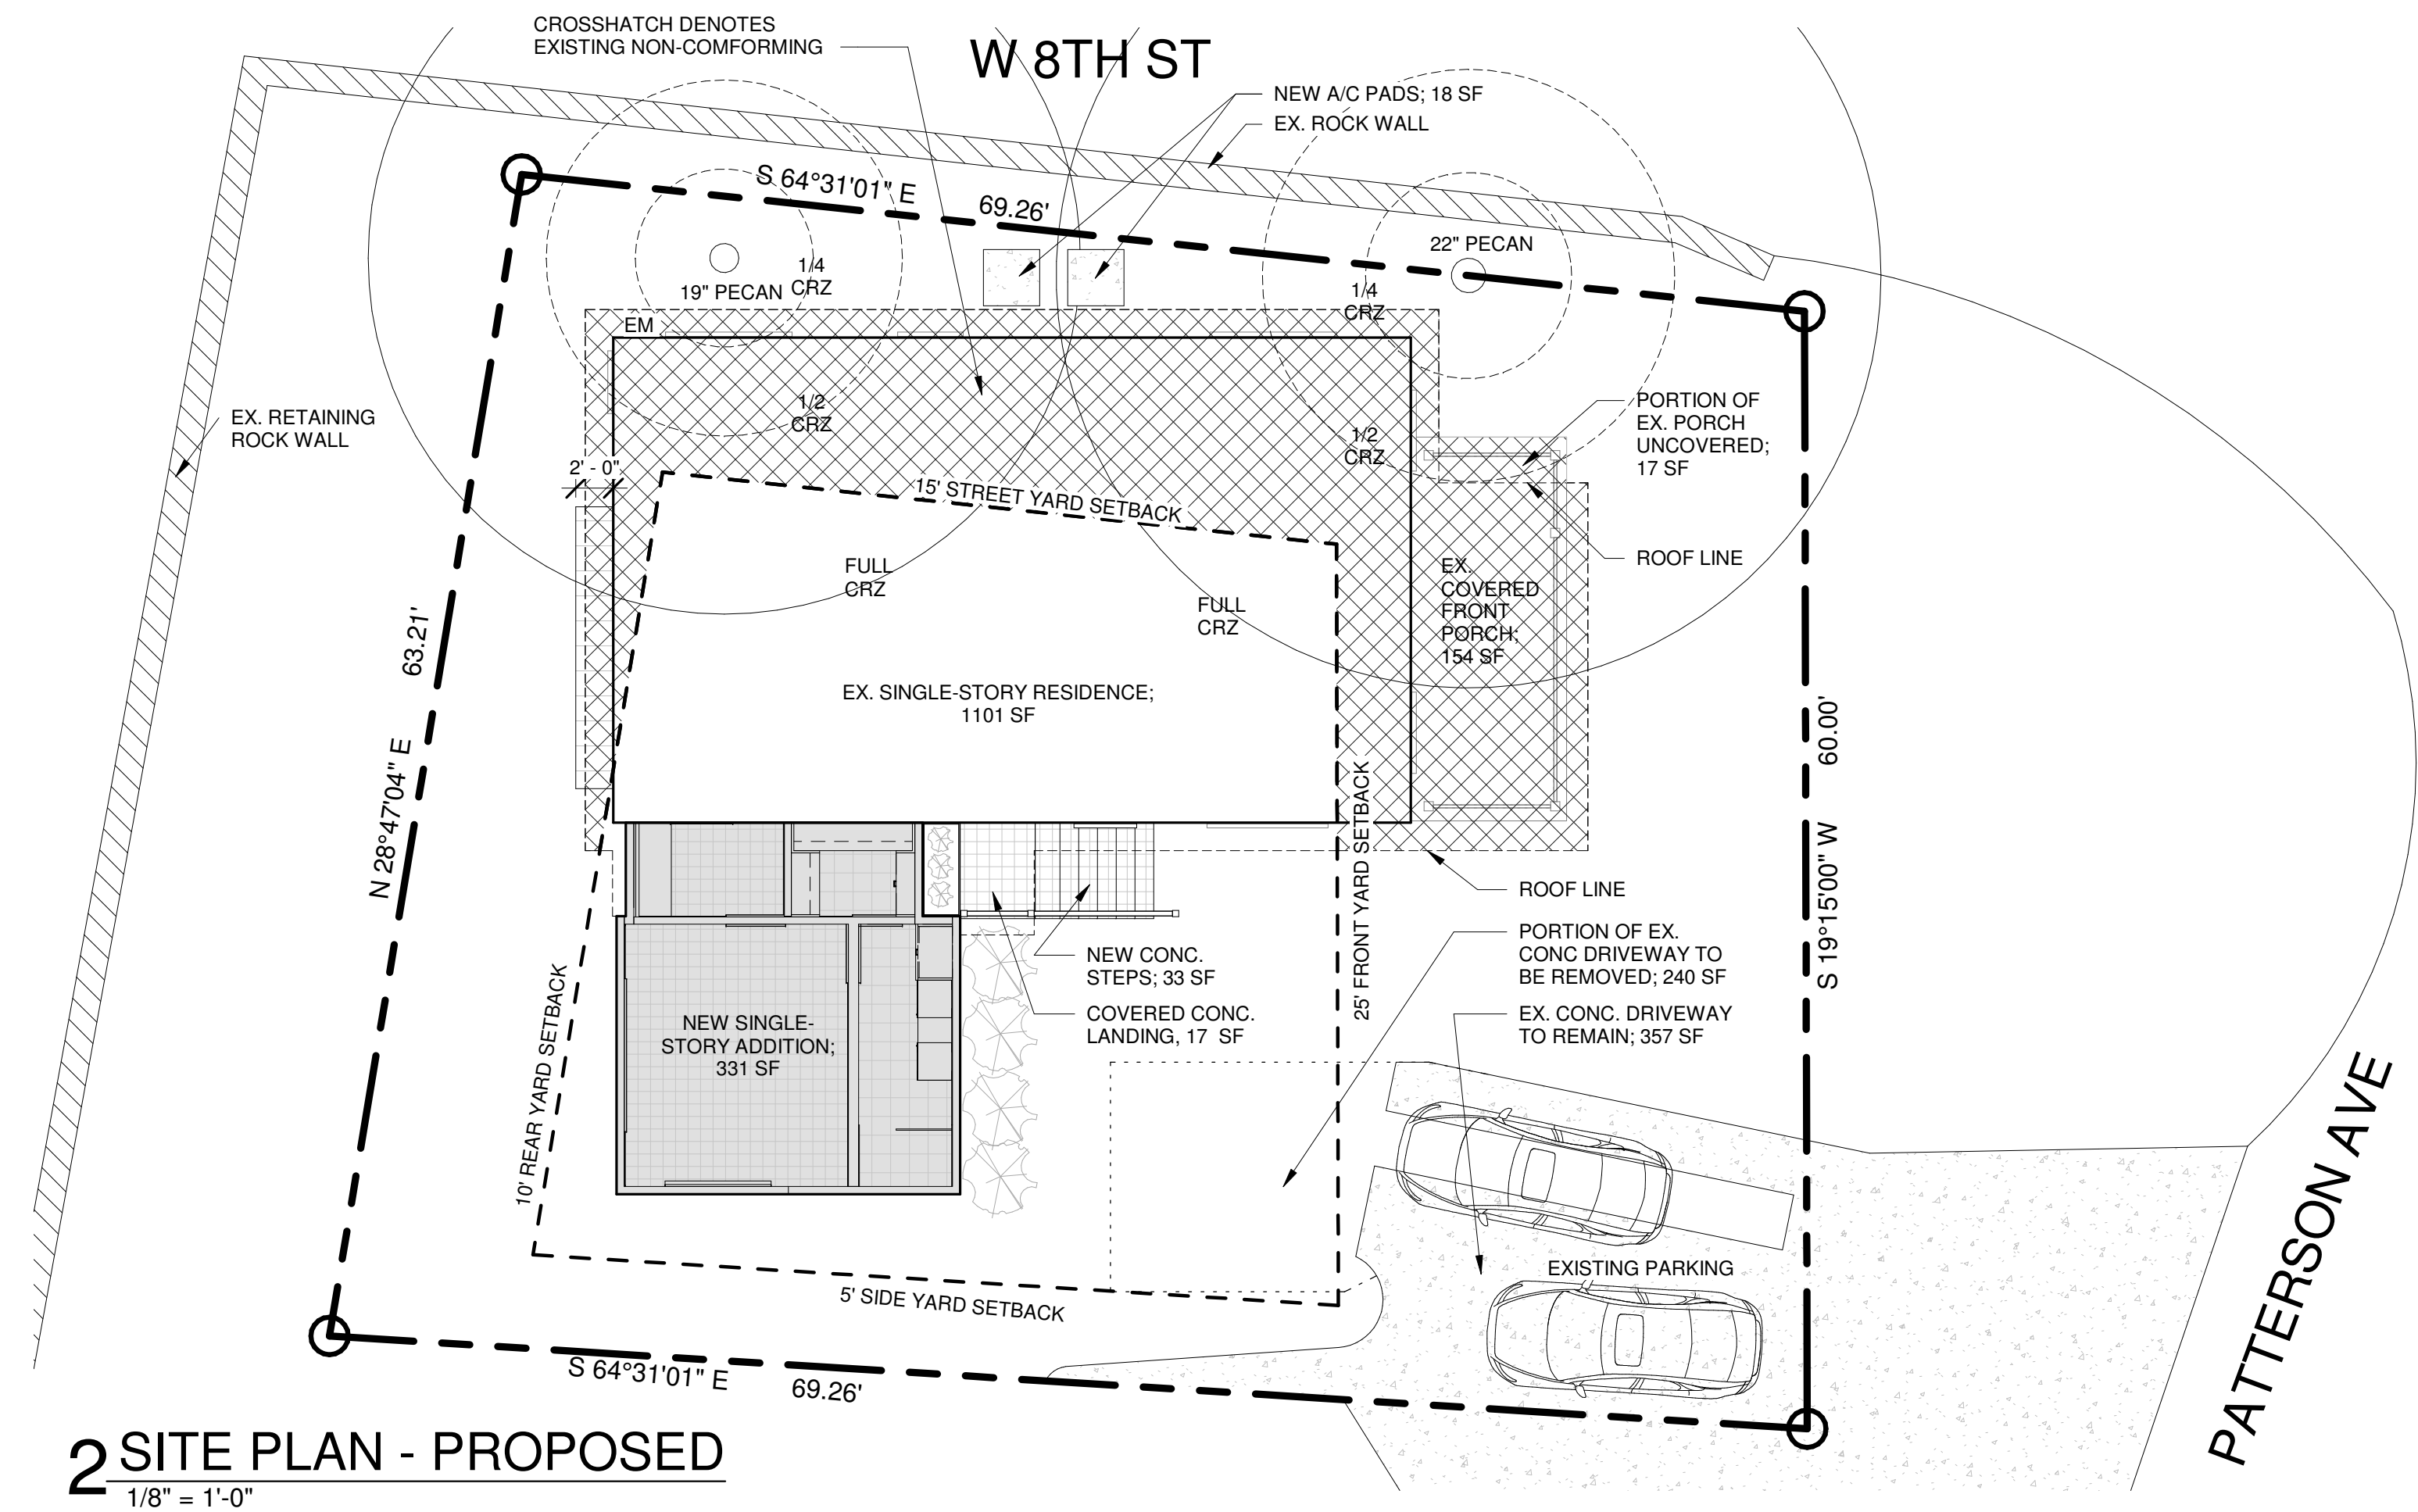 CROSSHATCH DENOTES
EXISTING NON-COMFORMING
W 8TH ST
NEW A/C PADS; 18 SF
EX. ROCK WALL
S 64°31'01" E
69.26'
22" PECAN
19" PECAN
1/4
CRZ
1/4
CRZ
EM
EX. RETAINING
ROCK WALL
2' - 0"
1/2
CRZ
1/2
CRZ
PORTION OF
EX. PORCH
UNCOVERED;
17 SF
15' STREET YARD SETBACK
ROOF LINE
FULL
CRZ
FULL
CRZ
EX.
COVERED
FRONT
PORCH;
154 SF
63.21'
N 28°47'04" E
EX. SINGLE-STORY RESIDENCE;
1101 SF
60.00'
S 19°15'00" W
25' FRONT YARD SETBACK
ROOF LINE
PORTION OF EX.
CONC DRIVEWAY TO
BE REMOVED; 240 SF
NEW CONC.
STEPS; 33 SF
COVERED CONC.
LANDING, 17 SF
EX. CONC. DRIVEWAY
TO REMAIN; 357 SF
NEW SINGLE-
STORY ADDITION;
331 SF
10' REAR YARD SETBACK
EXISTING PARKING
5' SIDE YARD SETBACK
S 64°31'01" E
69.26'
PATTERSON AVE
2 SITE PLAN - PROPOSED
1/8" = 1'-0"